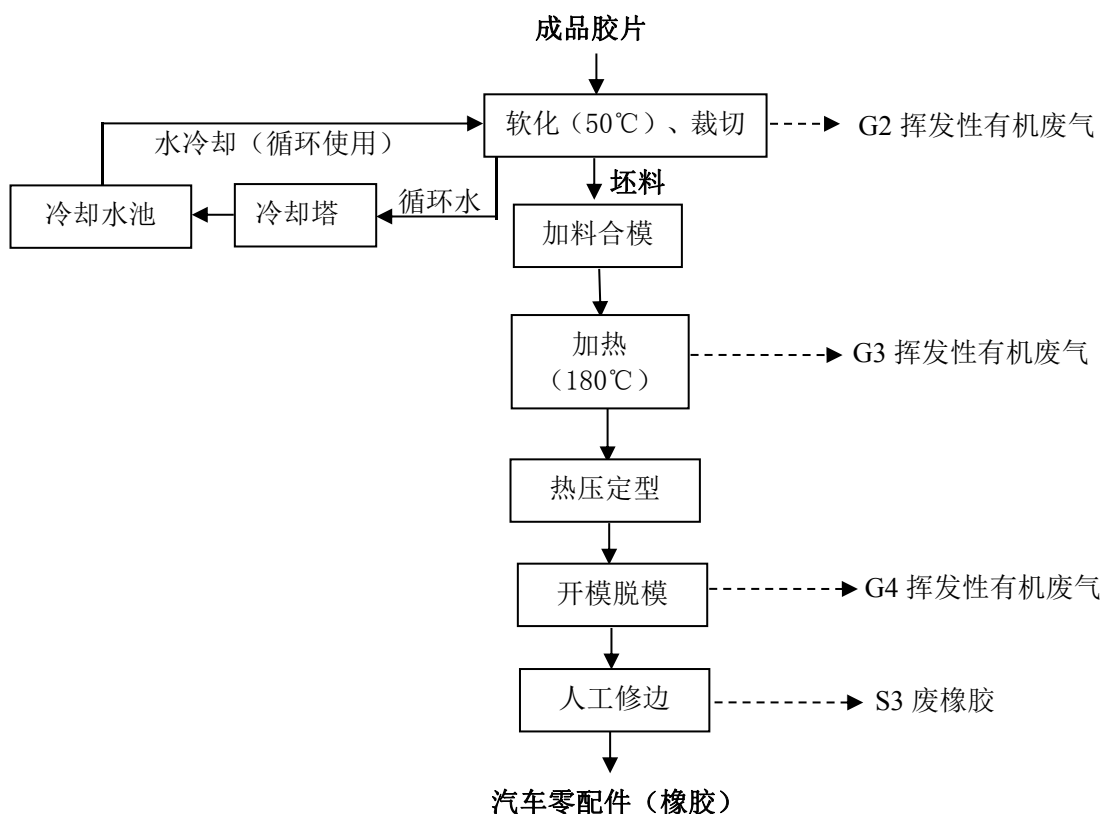 成品胶片
软化（50℃）、裁切
G2 挥发性有机废气
水冷却（循环使用）
坯料
冷却水池
冷却塔
循环水
加料合模
加热
（180℃）
G3 挥发性有机废气
热压定型
开模脱模
G4 挥发性有机废气
人工修边
S3 废橡胶
汽车零配件（橡胶）